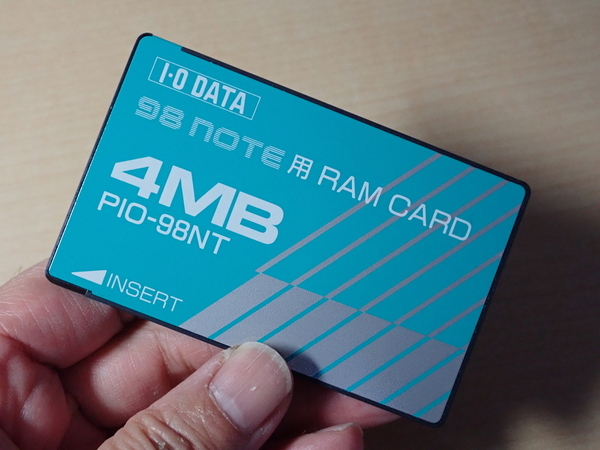 I·O DATA
98 NOTE用 RAM CARD
4MB
PIO-98NT
INSERT